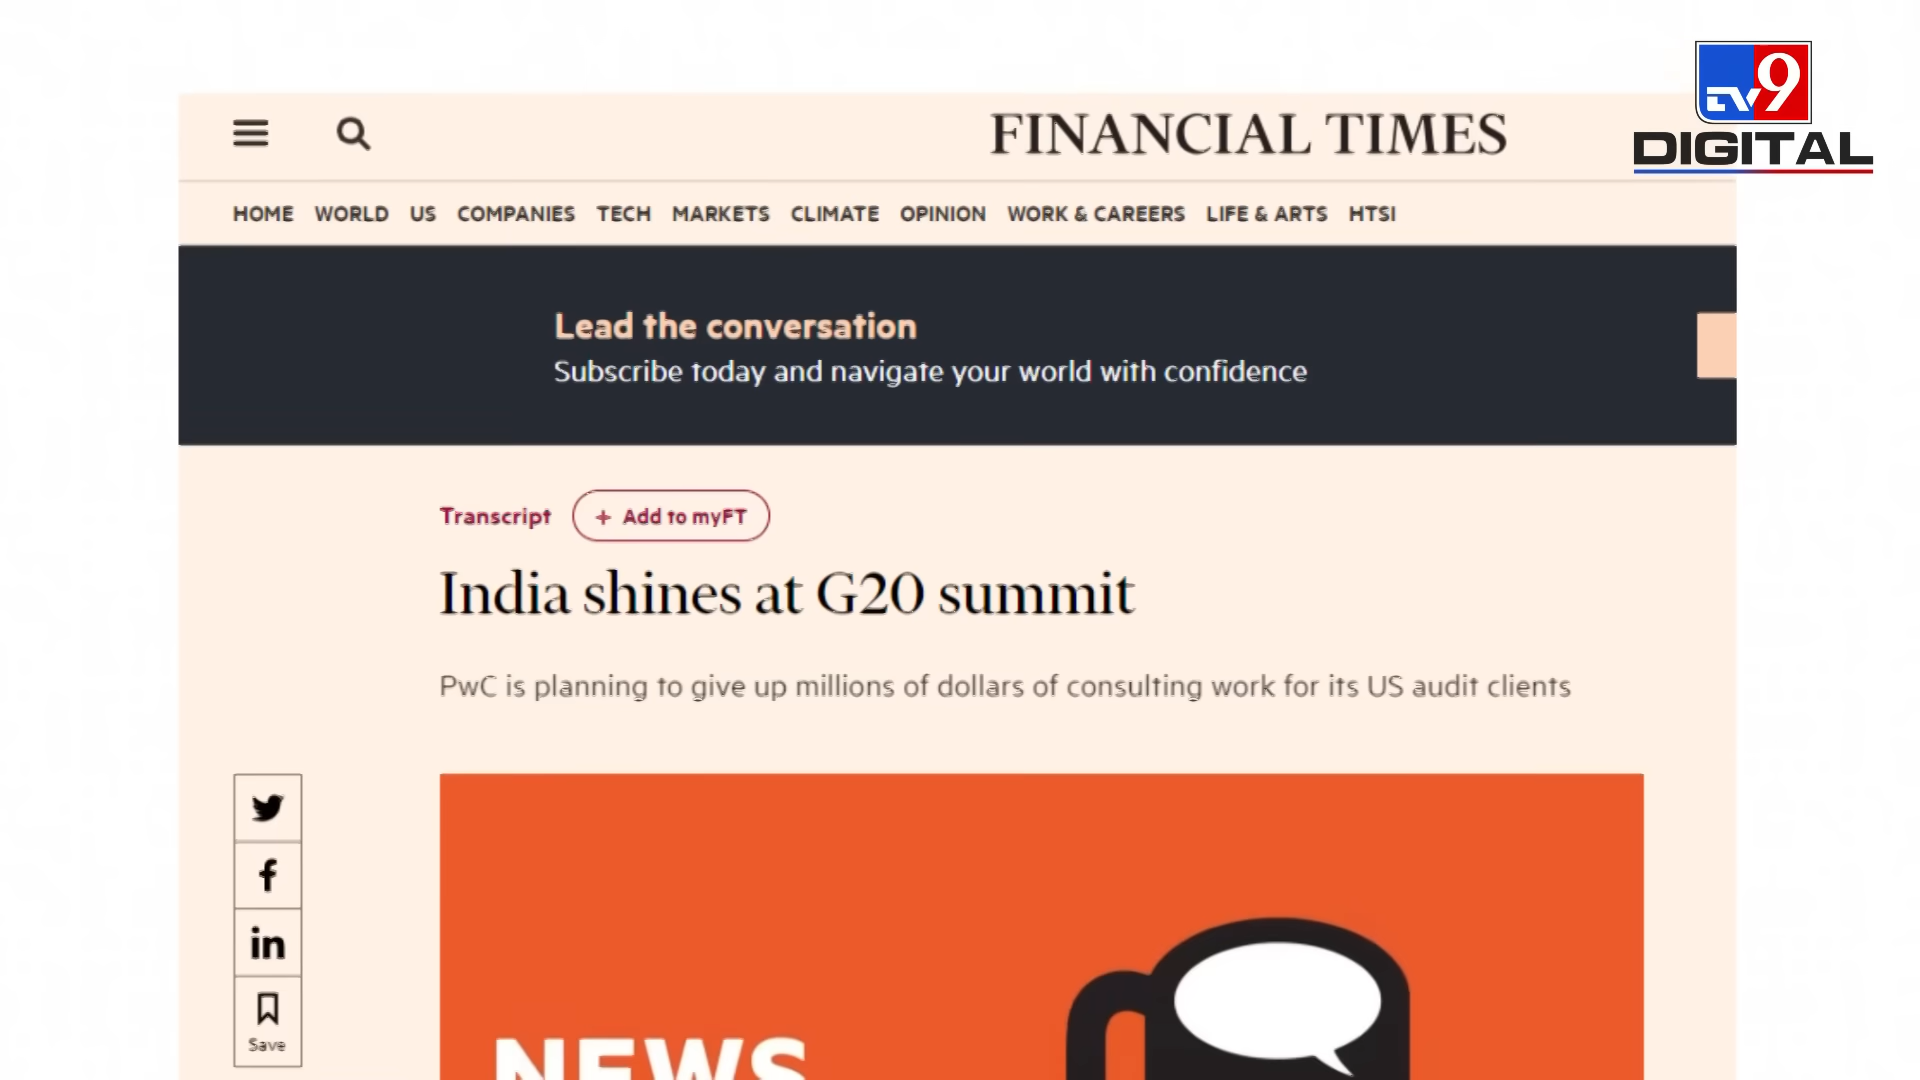 TV9
DIGITAL
FINANCIAL TIMES
HOME WORLD US COMPANIES TECH MARKETS CLIMATE OPINION WORK & CAREERS LIFE & ARTS HTSI
Lead the conversation
Subscribe today and navigate your world with confidence
Transcript + Add to myFT
India shines at G20 summit
PwC is planning to give up millions of dollars of consulting work for its US audit clients
Save
NEWS